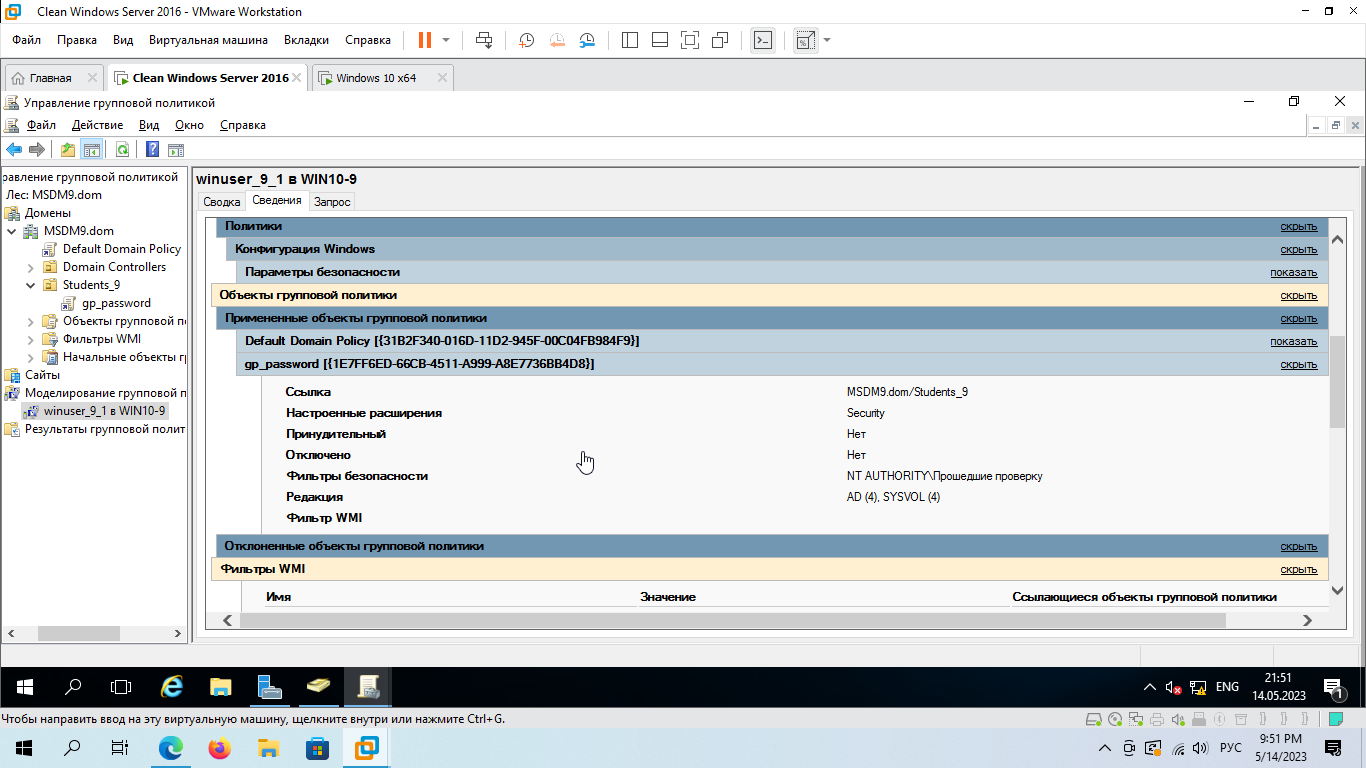 Clean Windows Server 2016 - VMware Workstation
Файл Правка Вид Виртуальная машина Вкладки Справка
Главная Clean Windows Server 2016 Windows 10 x64
Управление групповой политикой
Файл Действие Вид Окно Справка
равление групповой политикой
Лес: MSDM9.dom
Домены
MSDM9.dom
Default Domain Policy
Domain Controllers
Students_9
gp_password
Объекты групповой п
Фильтры WMI
Начальные объекты г
Сайты
Моделирование групповой п
winuser_9_1 в WIN10-9
Результаты групповой полит
winuser_9_1 в WIN10-9
Сводка Сведения Запрос
Политики скрыть
Конфигурация Windows скрыть
Параметры безопасности показать
Объекты групповой политики скрыть
Примененные объекты групповой политики скрыть
Default Domain Policy [{31B2F340-016D-11D2-945F-00C04FB984F9}] показать
gp_password [{1E7FF6ED-66CB-4511-A999-A8E7736BB4D8}] скрыть
Ссылка MSDM9.dom/Students_9
Настроенные расширения Security
Принудительный Нет
Отключено Нет
Фильтры безопасности NT AUTHORITY\Прошедшие проверку
Редакция AD (4), SYSVOL (4)
Фильтр WMI
Отклоненные объекты групповой политики скрыть
Фильтры WMI скрыть
Имя Значение Ссылающиеся объекты групповой политики
ENG 21:51
14.05.2023
1
Чтобы направить ввод на эту виртуальную машину, щелкните внутри или нажмите Ctrl+G.
РУС 9:51 PM
5/14/2023